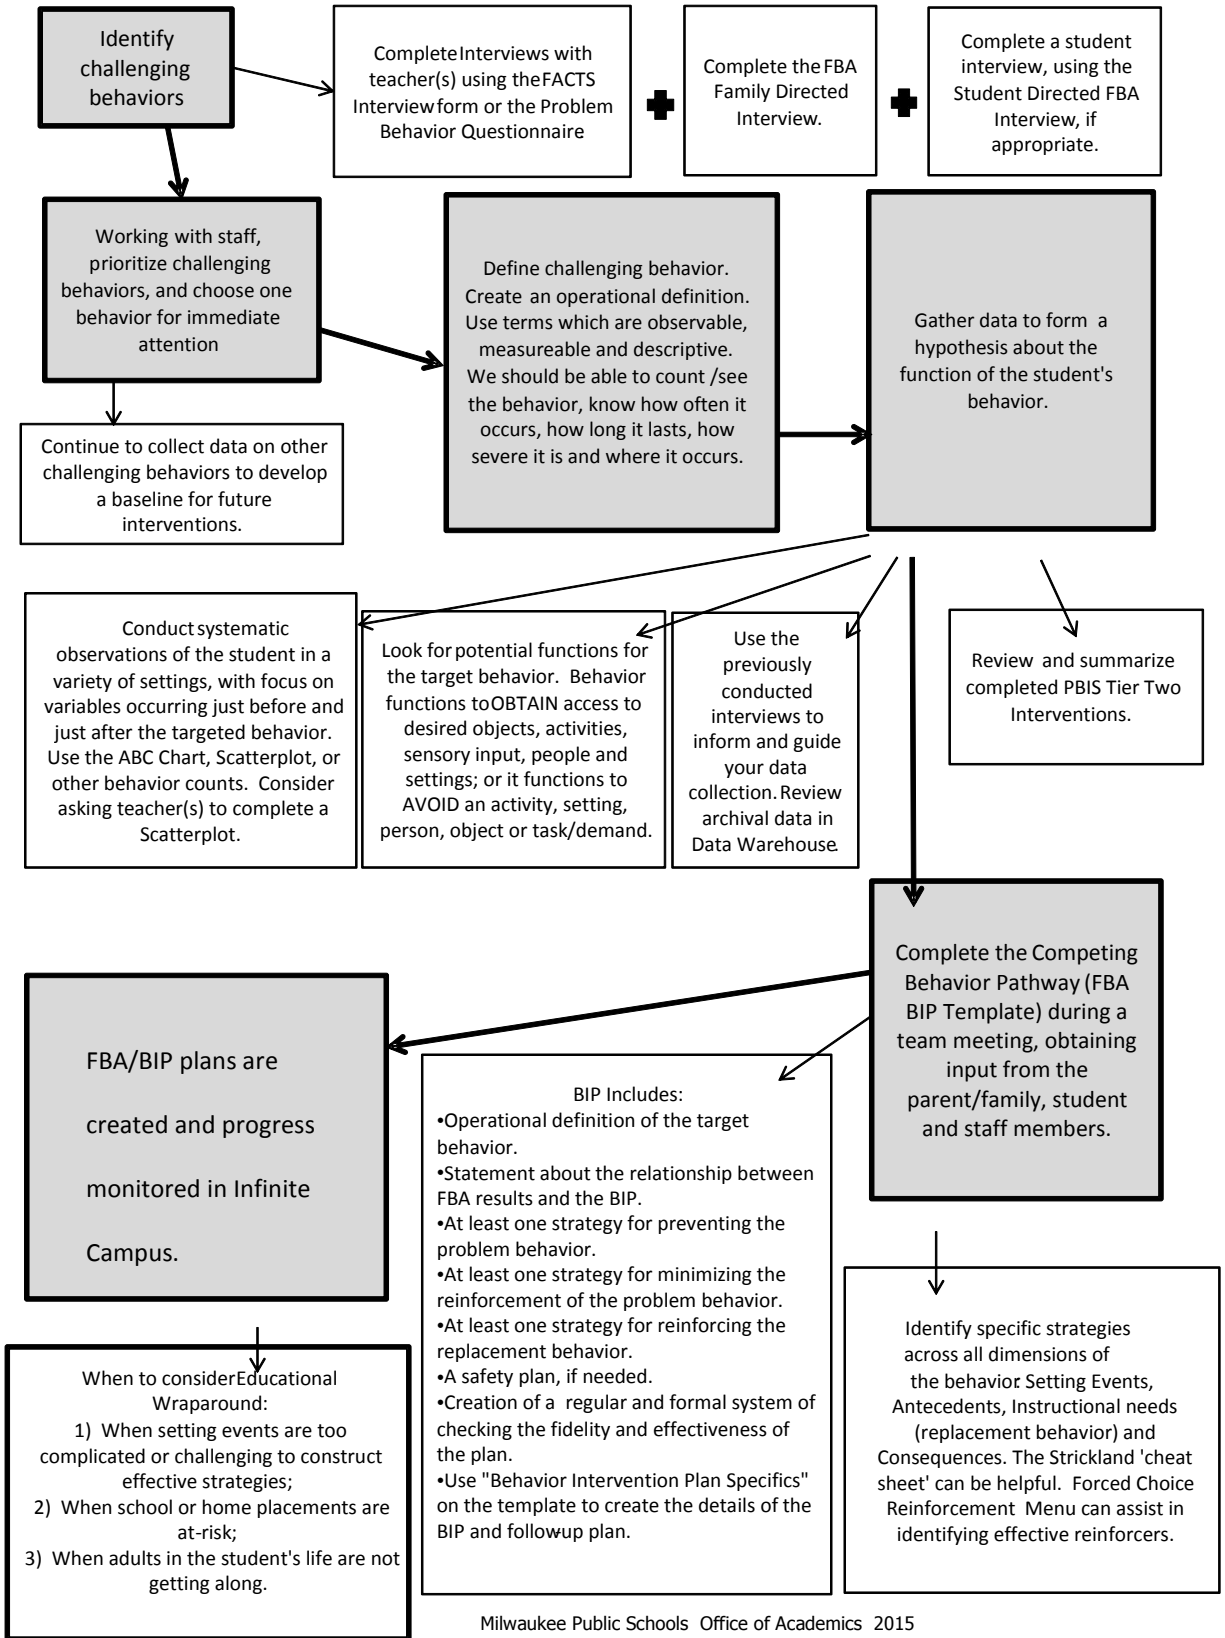 Identify
challenging
behaviors
Complete Interviews with
teacher(s) using the FACTS
Interview form or the Problem
Behavior Questionnaire
Complete the FBA
Family Directed
Interview.
Complete a student
interview, using the
Student Directed FBA
Interview, if
appropriate.
Working with staff,
prioritize challenging
behaviors, and choose one
behavior for immediate
attention
Define challenging behavior.
Create an operational definition.
Use terms which are observable,
measureable and descriptive.
We should be able to count /see
the behavior, know how often it
occurs, how long it lasts, how
severe it is and where it occurs.
Gather data to form a
hypothesis about the
function of the student's
behavior.
Continue to collect data on other
challenging behaviors to develop
a baseline for future
interventions.
Conduct systematic
observations of the student in a
variety of settings, with focus on
variables occurring just before and
just after the targeted behavior.
Use the ABC Chart, Scatterplot, or
other behavior counts. Consider
asking teacher(s) to complete a
Scatterplot.
Look for potential functions for
the target behavior. Behavior
functions to OBTAIN access to
desired objects, activities,
sensory input, people and
settings; or it functions to
AVOID an activity, setting,
person, object or task/demand.
Use the
previously
conducted
interviews to
inform and guide
your data
collection. Review
archival data in
Data Warehouse.
Review and summarize
completed PBIS Tier Two
Interventions.
Complete the Competing
Behavior Pathway (FBA
BIP Template) during a
team meeting, obtaining
input from the
parent/family, student
and staff members.
FBA/BIP plans are
created and progress
monitored in Infinite
Campus.
BIP Includes:
•Operational definition of the target
behavior.
•Statement about the relationship between
FBA results and the BIP.
•At least one strategy for preventing the
problem behavior.
•At least one strategy for minimizing the
reinforcement of the problem behavior.
•At least one strategy for reinforcing the
replacement behavior.
•A safety plan, if needed.
•Creation of a regular and formal system of
checking the fidelity and effectiveness of
the plan.
•Use "Behavior Intervention Plan Specifics"
on the template to create the details of the
BIP and follow-up plan.
Identify specific strategies
across all dimensions of
the behavior: Setting Events,
Antecedents, Instructional needs
(replacement behavior) and
Consequences. The Strickland 'cheat
sheet' can be helpful. Forced Choice
Reinforcement Menu can assist in
identifying effective reinforcers.
When to consider Educational
Wraparound:
1) When setting events are too
complicated or challenging to construct
effective strategies;
2) When school or home placements are
at-risk;
3) When adults in the student's life are not
getting along.
Milwaukee Public Schools Office of Academics 2015